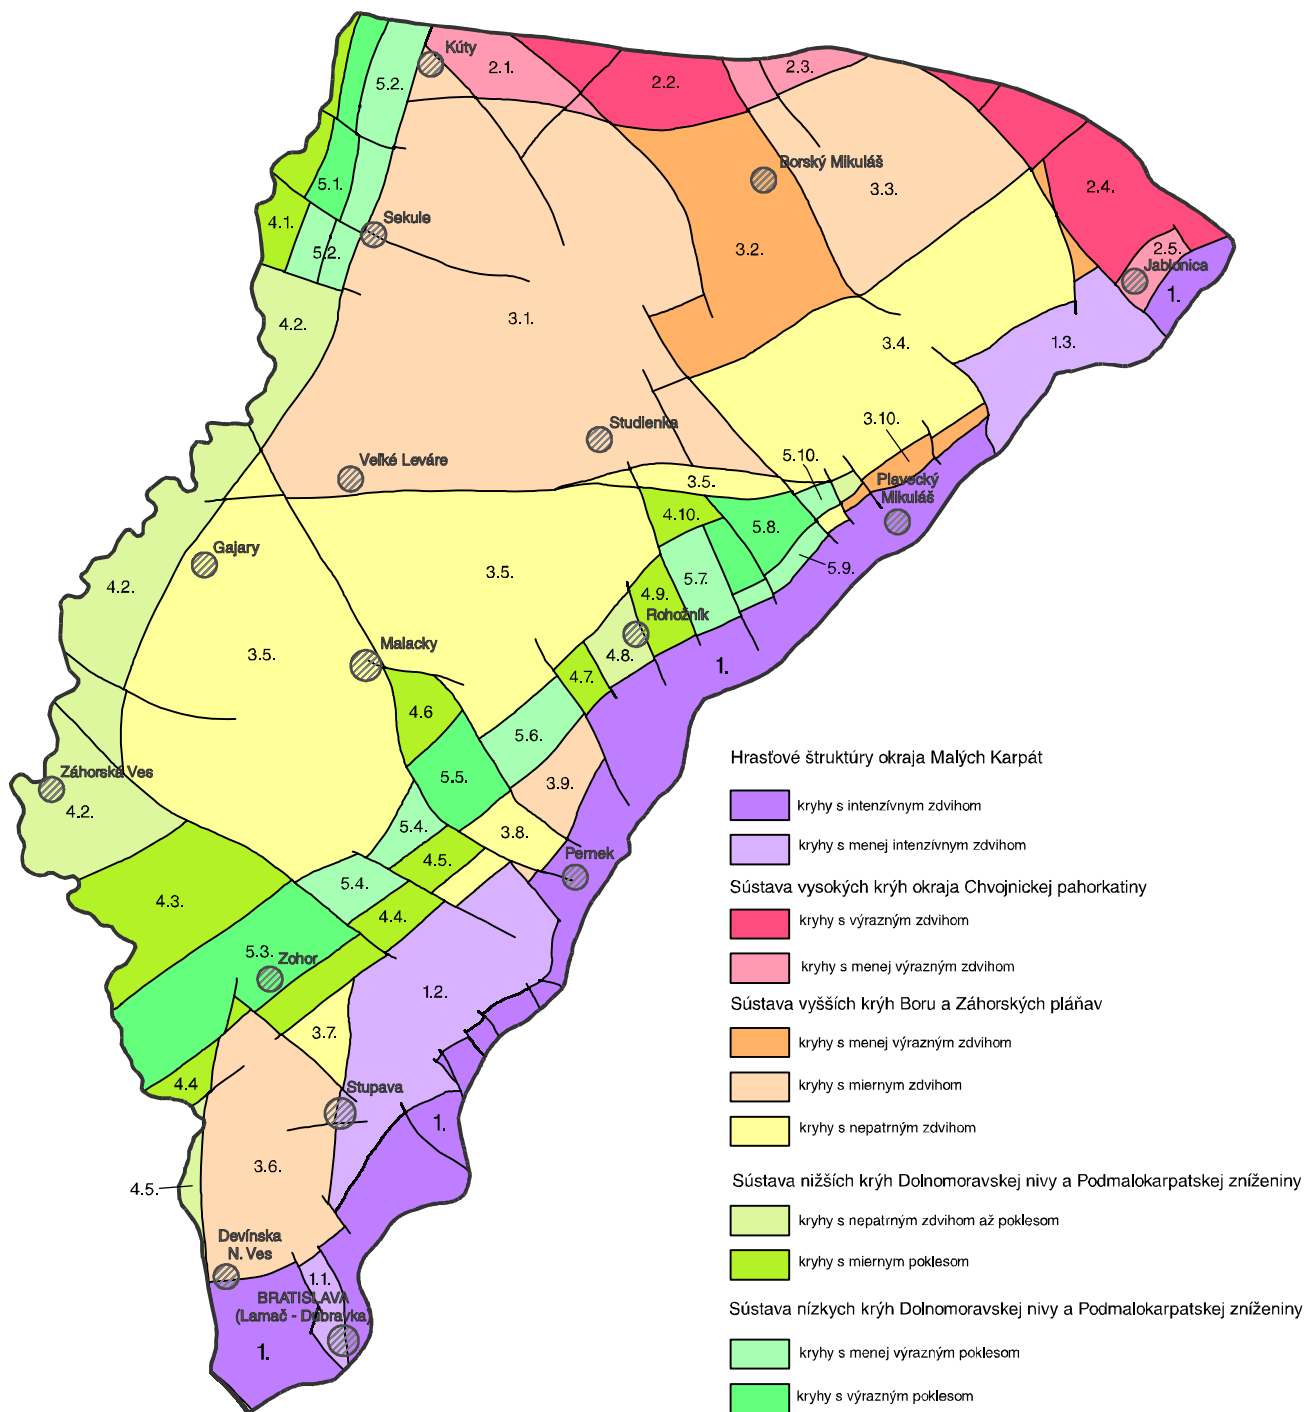 Kúty
2.1.
2.2.
2.3.
5.2.
Borský Mikuláš
5.1.
3.3.
2.4.
4.1.
Sekule
5.2.
3.2.
2.5.
Jablonica
1.
4.2.
3.1.
3.4.
1.3.
Studienka
3.10.
Veľké Leváre
5.10.
3.5.
Plavecký
Mikuláš
4.10.
5.8.
Gajary
4.2.
3.5.
5.7.
5.9.
4.9.
Rohožník
3.5.
Malacky
4.8.
1.
4.7.
4.6
5.6.
Záhorská Ves
5.5.
3.9.
4.2.
5.4.
3.8.
4.5.
Pernek
5.4.
4.3.
4.4.
5.3.
Zohor
1.2.
3.7.
4.4
Stupava
1.
3.6.
4.5.
Devínska
N. Ves
1.1.
BRATISLAVA
(Lamač - Dúbravka)
1.
Hrasťové štruktúry okraja Malých Karpát
kryhy s intenzívnym zdvihom
kryhy s menej intenzívnym zdvihom
Sústava vysokých krýh okraja Chvojnickej pahorkatiny
kryhy s výrazným zdvihom
kryhy s menej výrazným zdvihom
Sústava vyšších krýh Boru a Záhorských pláňav
kryhy s menej výrazným zdvihom
kryhy s miernym zdvihom
kryhy s nepatrným zdvihom
Sústava nižších krýh Dolnomoravskej nivy a Podmalokarpatskej zníženiny
kryhy s nepatrným zdvihom až poklesom
kryhy s miernym poklesom
Sústava nízkych krýh Dolnomoravskej nivy a Podmalokarpatskej zníženiny
kryhy s menej výrazným poklesom
kryhy s výrazným poklesom